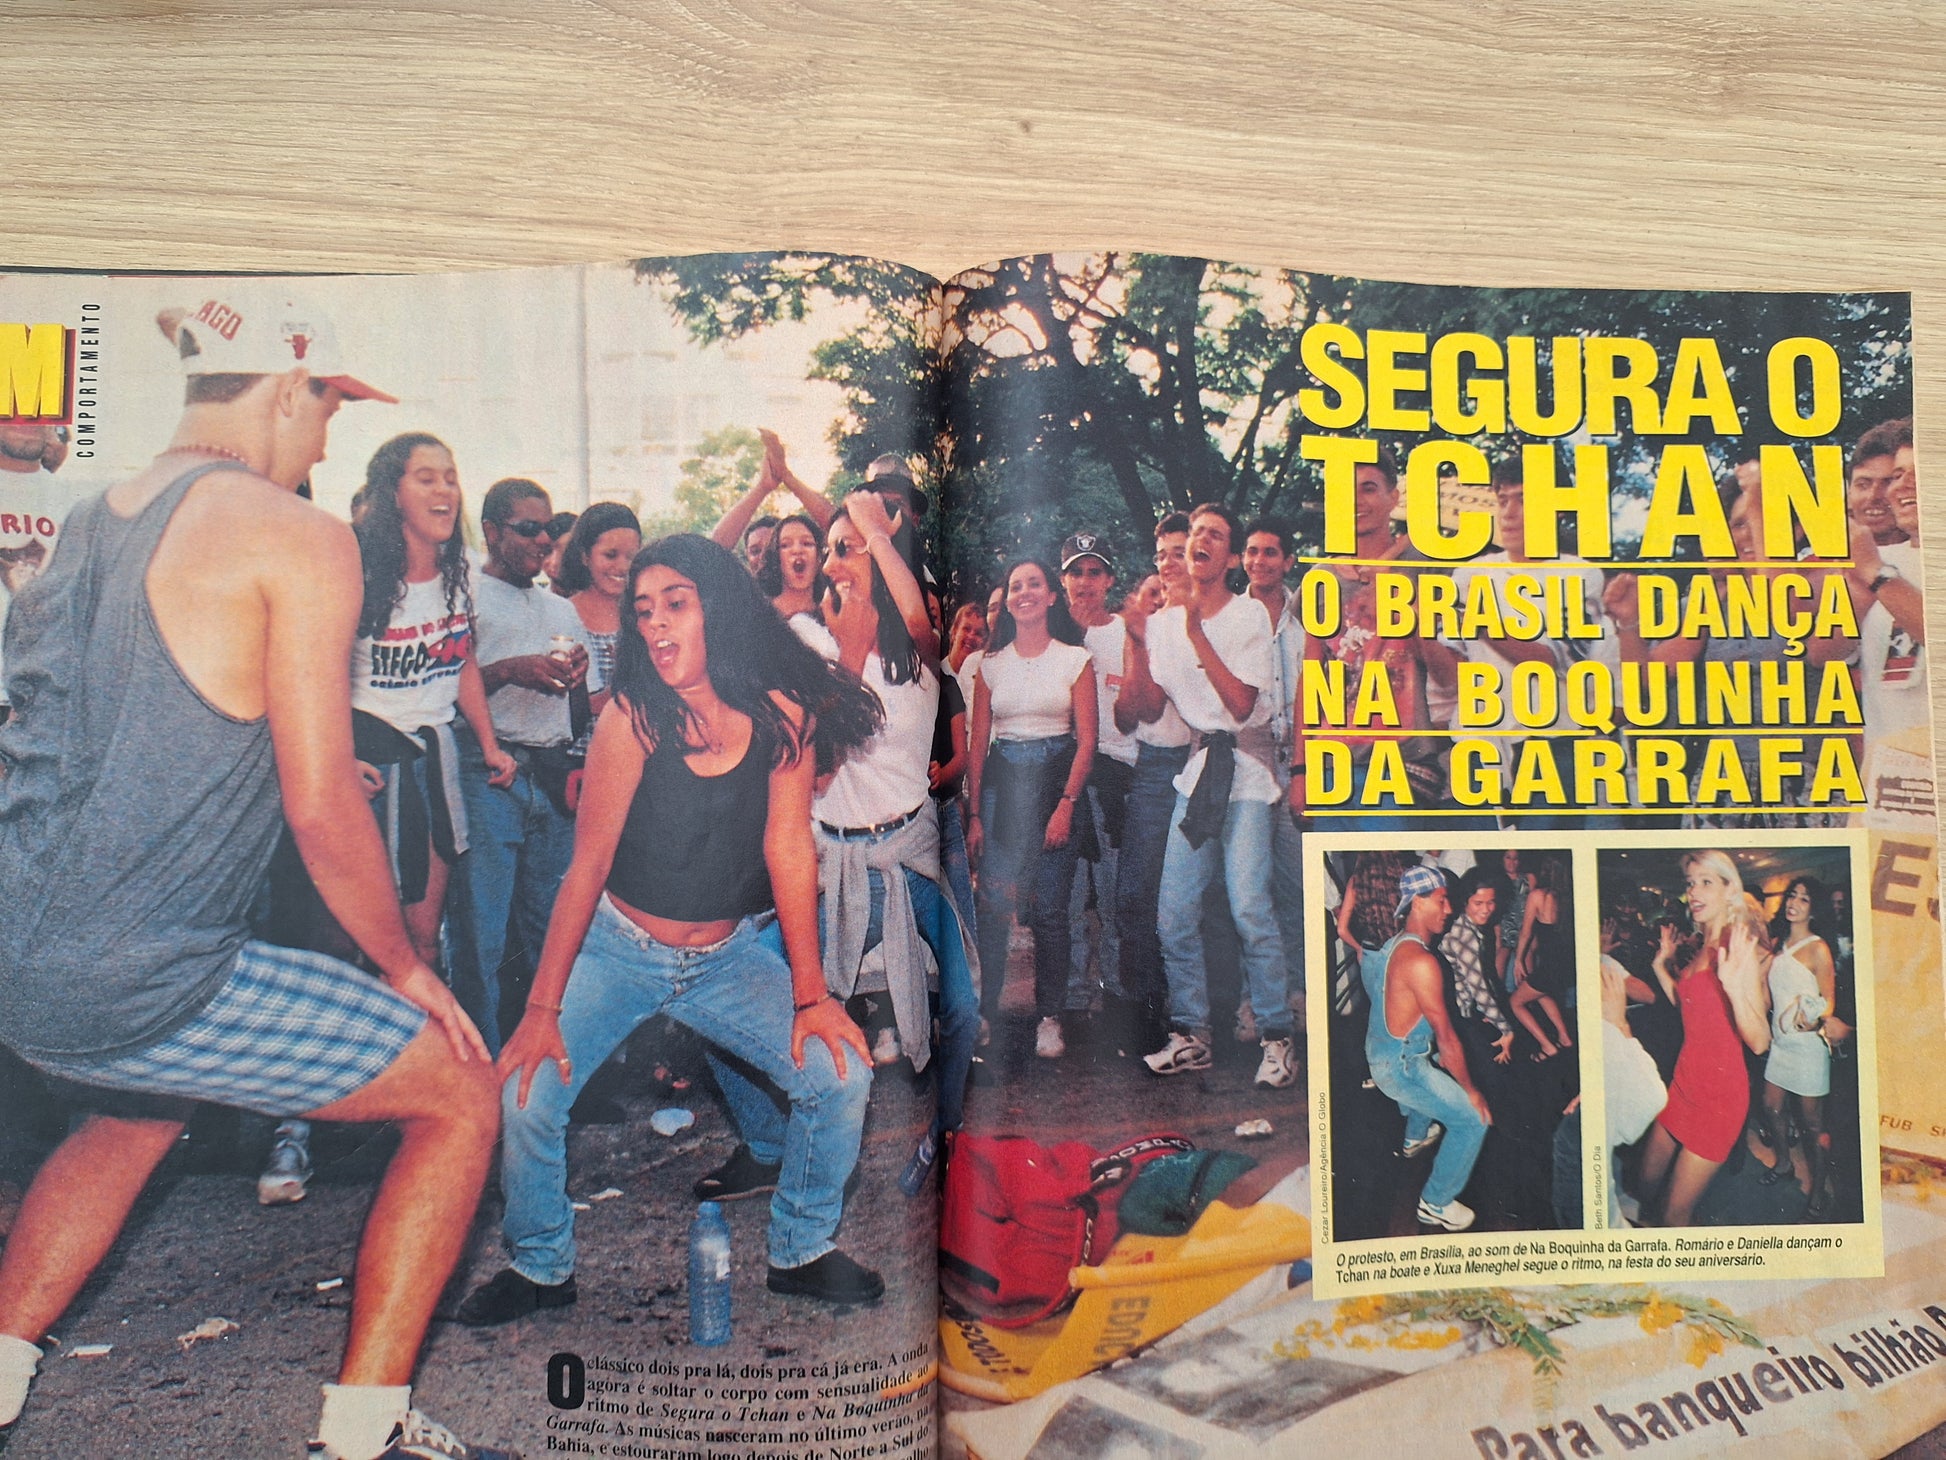 M
COMPORTAMENTO
AGO
RIO
SEGURA O
TCHAN
O BRASIL DANÇA
NA BOQUINHA
DA GARRAFA
Cezar Loureiro/Agência O Globo
Beth Santos/O Dia
O protesto, em Brasília, ao som de Na Boquinha da Garrafa. Romário e Daniella dançam o
Tchan na boate e Xuxa Meneghel segue o ritmo, na festa do seu aniversário.
O clássico dois pra lá, dois pra cá já era. A onda
agora é soltar o corpo com sensualidade ao
ritmo de Segura o Tchan e Na Boquinha da
Garrafa. As músicas nasceram no último verão, na
Bahia, e estouraram logo depois de Norte a Sul do
FUB
EDUC
Para banqueiro bilhão